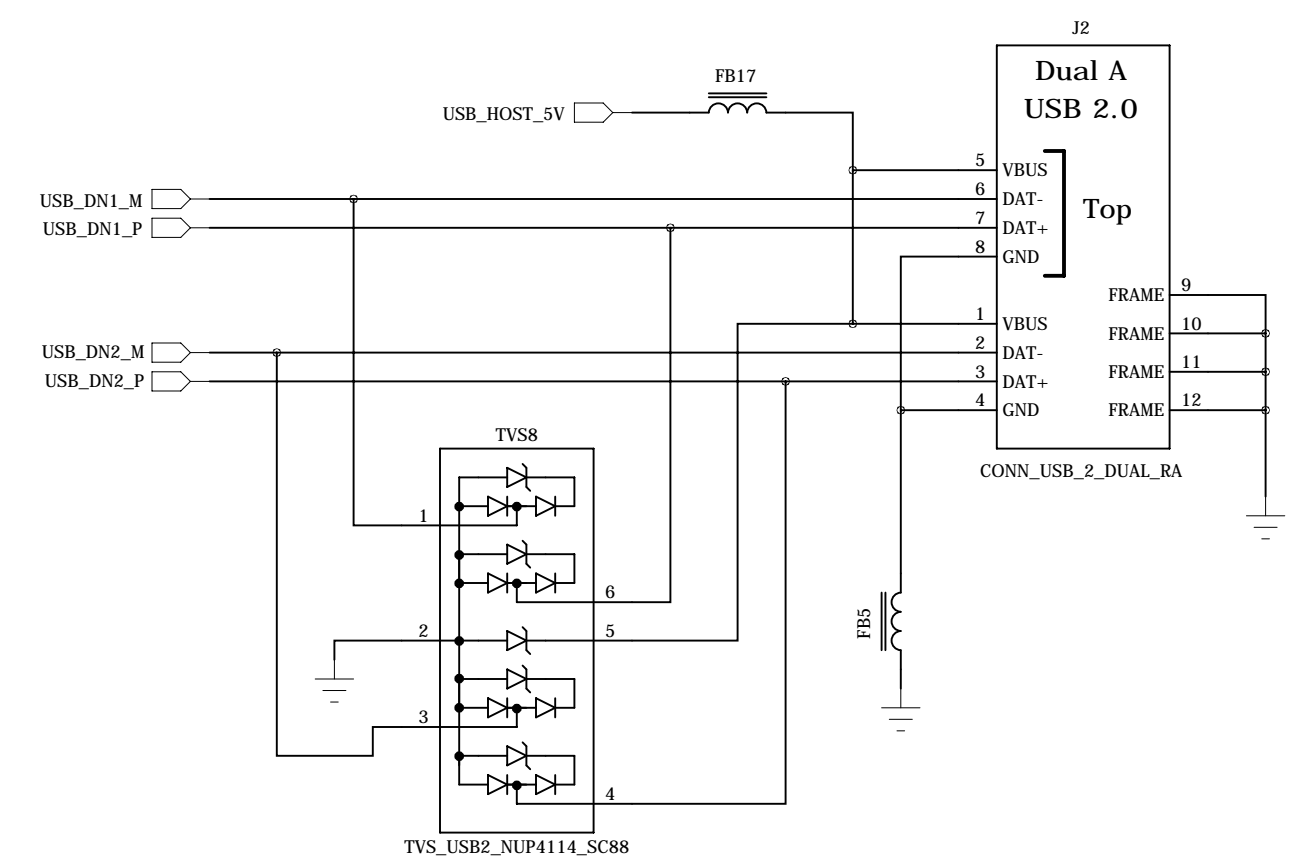 J2
Dual A
USB 2.0
FB17
USB_HOST_5V
5 VBUS
USB_DN1_M
6 DAT-
Top
USB_DN1_P
7 DAT+
8 GND
FRAME 9
1 VBUS
FRAME 10
USB_DN2_M
2 DAT-
FRAME 11
USB_DN2_P
3 DAT+
4 GND
FRAME 12
TVS8
CONN_USB_2_DUAL_RA
1
6
FB5
2
5
3
4
TVS_USB2_NUP4114_SC88